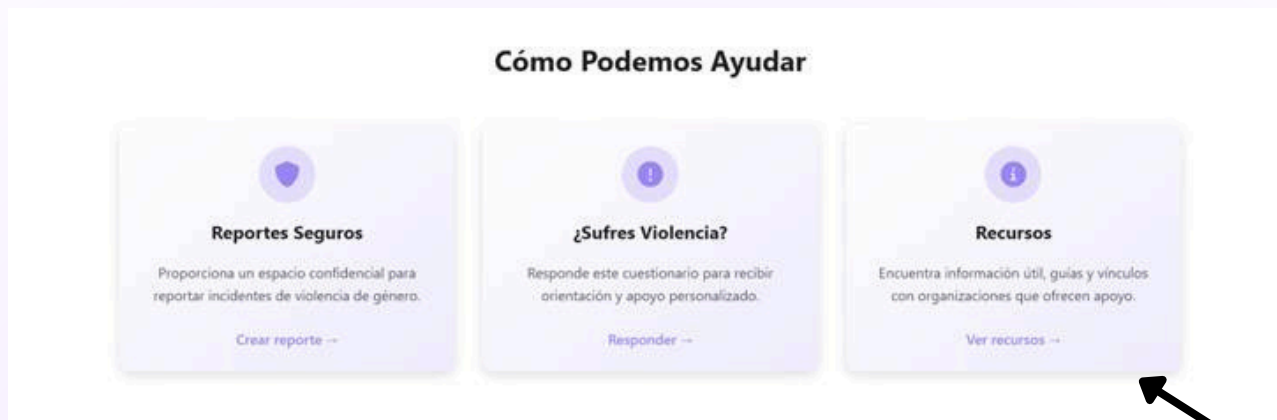 Cómo Podemos Ayudar
Reportes Seguros
Proporciona un espacio confidencial para
reportar incidentes de violencia de género.
Crear reporte →
¿Sufres Violencia?
Responde este cuestionario para recibir
orientación y apoyo personalizado.
Responder →
Recursos
Encuentra información útil, guías y vínculos
con organizaciones que ofrecen apoyo.
Ver recursos →